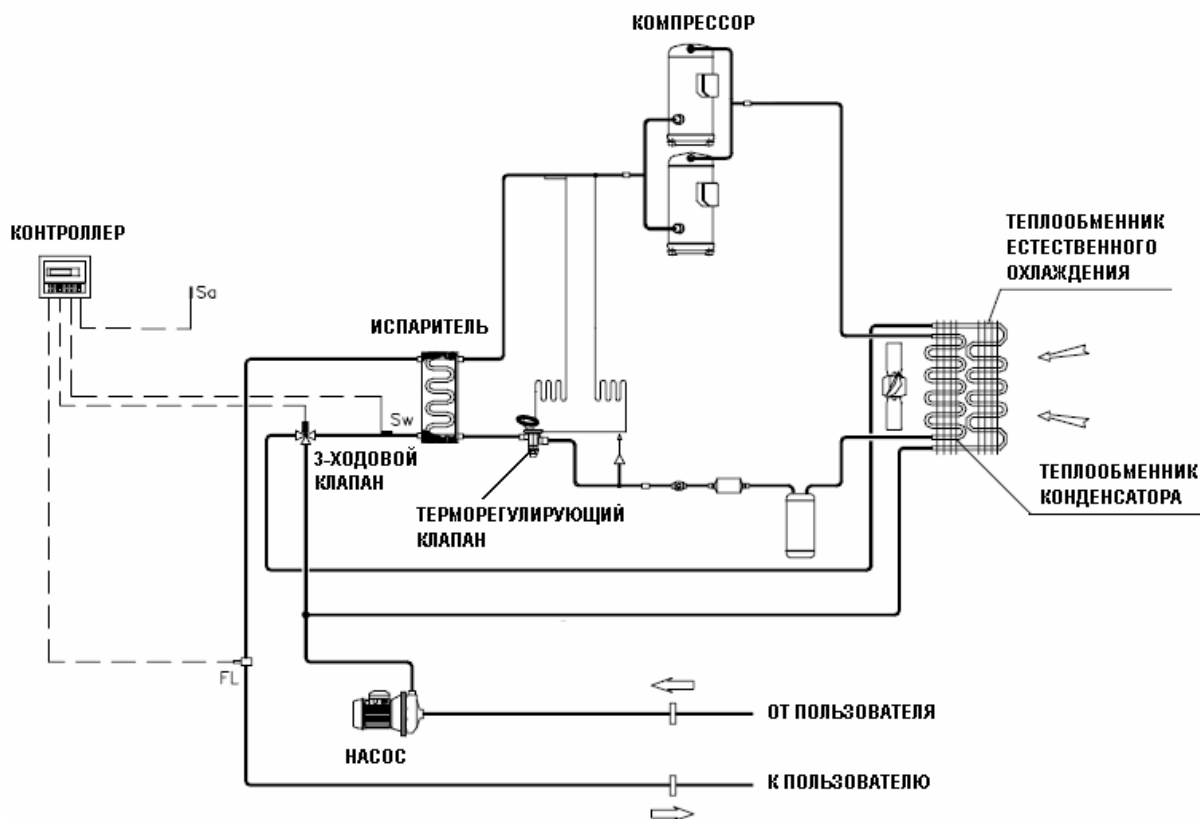 КОМПРЕССОР
КОНТРОЛЛЕР
Sa
ТЕПЛООБМЕННИК
ЕСТЕСТВЕННОГО
ОХЛАЖДЕНИЯ
ИСПАРИТЕЛЬ
Sw
3-ХОДОВОЙ
КЛАПАН
ТЕРМОРЕГУЛИРУЮЩИЙ
КЛАПАН
ТЕПЛООБМЕННИК
КОНДЕНСАТОРА
FL
НАСОС
ОТ ПОЛЬЗОВАТЕЛЯ
К ПОЛЬЗОВАТЕЛЮ